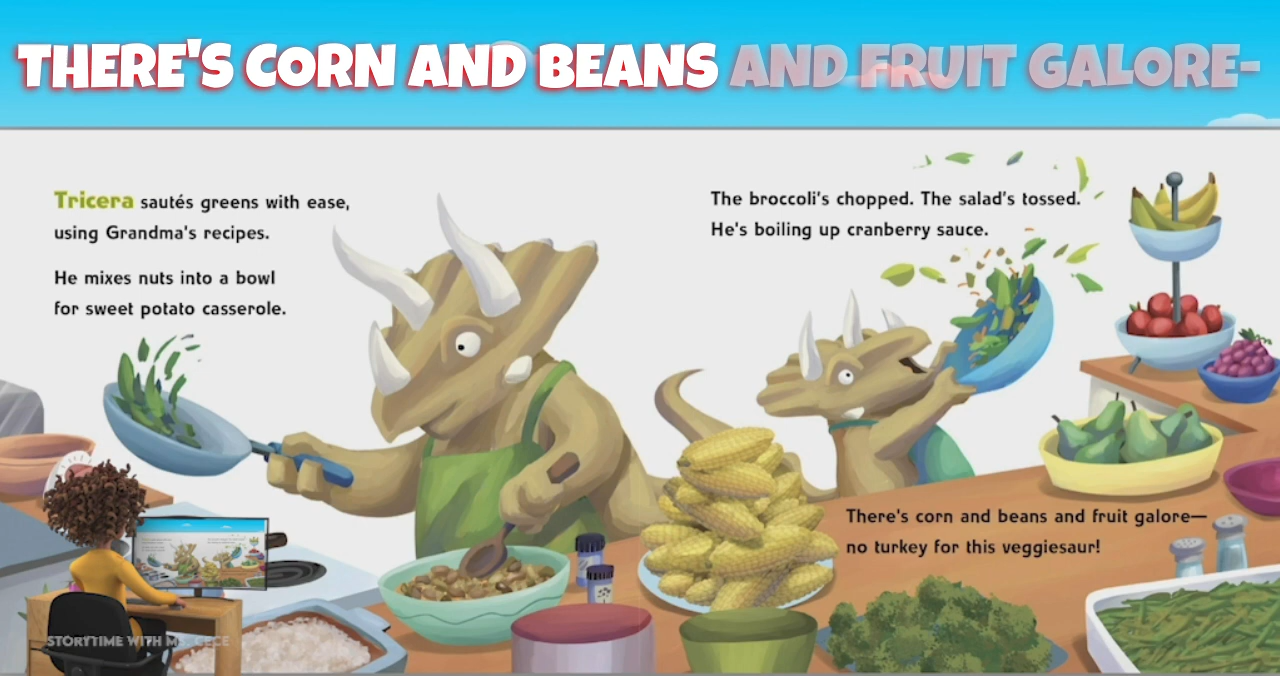 THERE'S CORN AND BEANS AND FRUIT GALORE-
Tricera sautés greens with ease,
using Grandma's recipes.
He mixes nuts into a bowl
for sweet potato casserole.
The broccoli's chopped. The salad's tossed.
He's boiling up cranberry sauce.
There's corn and beans and fruit galore—
no turkey for this veggiesaur!
STORYTIME WITH